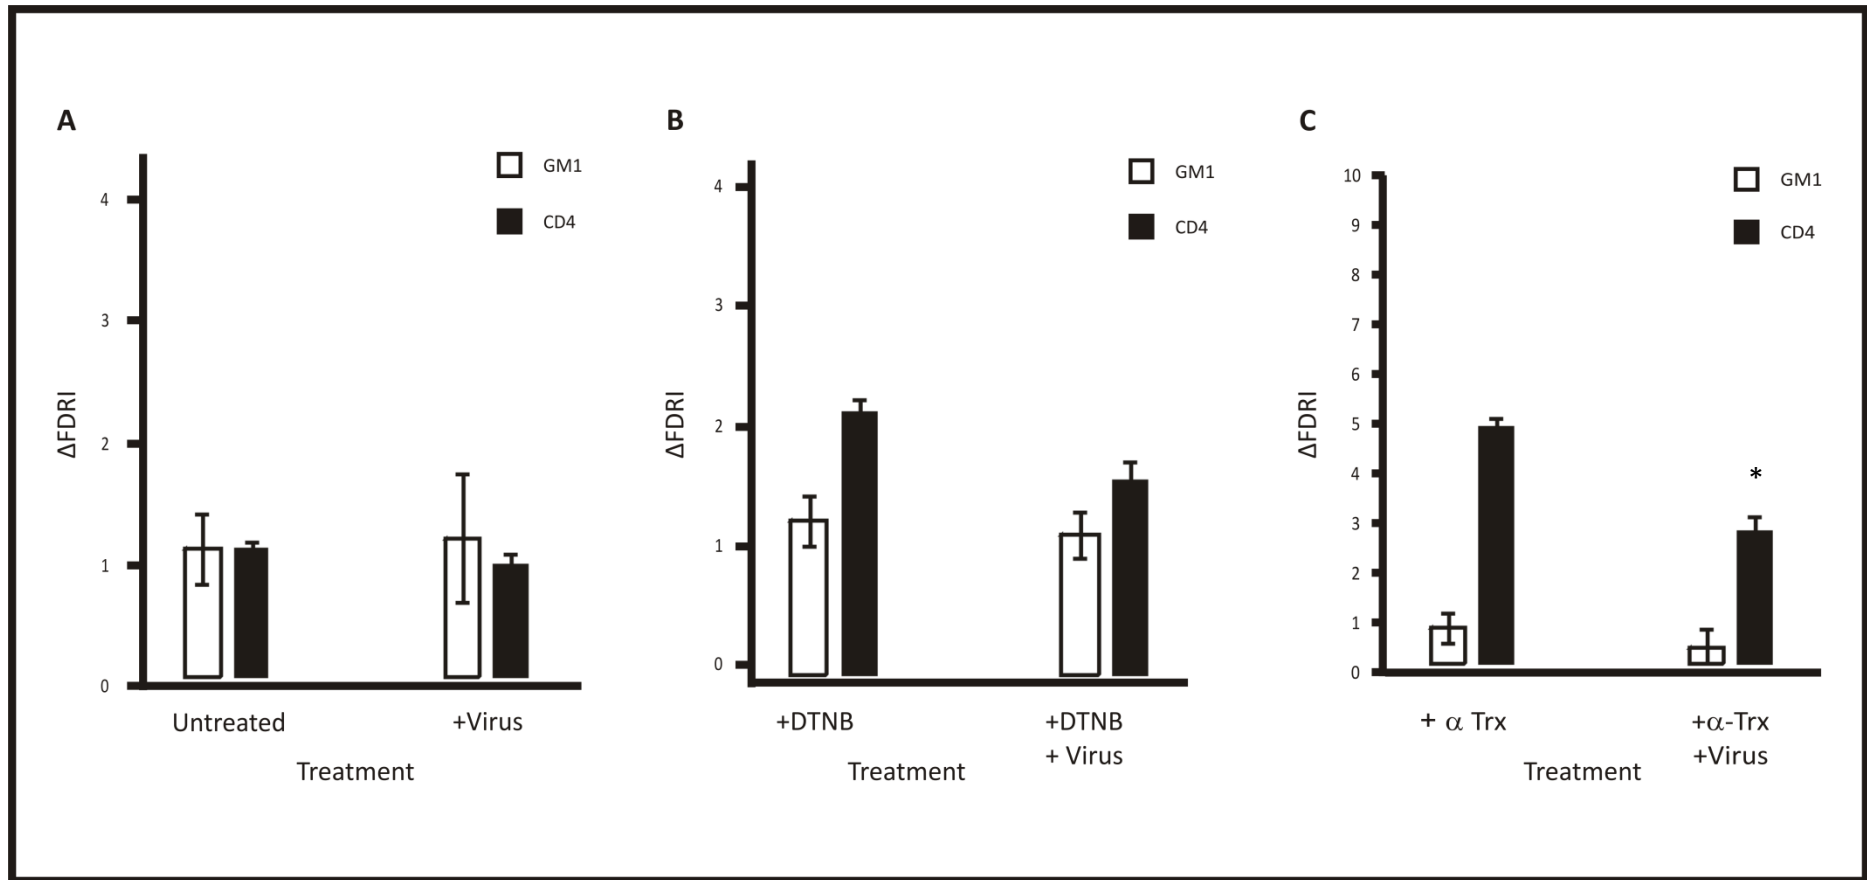 A
GM1
CD4
4
3
2
1
0
ΔFDRI
Untreated
+Virus
Treatment
B
GM1
CD4
4
3
2
1
0
ΔFDRI
+DTNB
+DTNB
+ Virus
Treatment
C
GM1
CD4
10
9
8
7
6
5
4
3
2
1
0
ΔFDRI
*
+ α Trx
+α-Trx
+Virus
Treatment